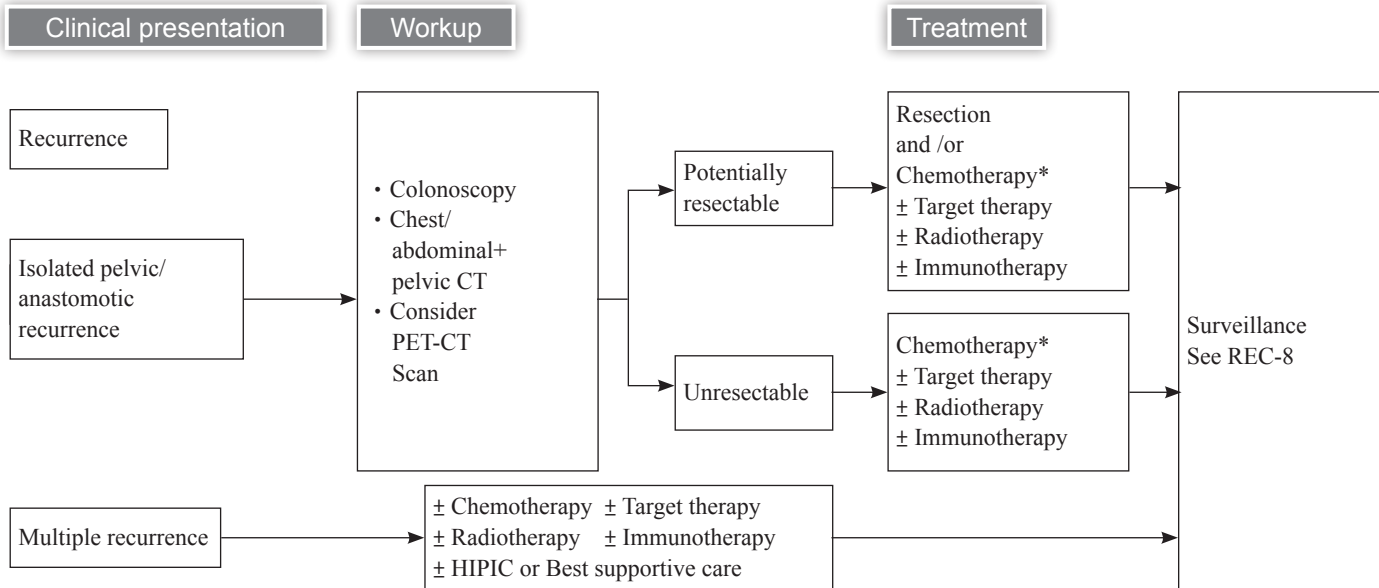 Clinical presentation
Workup
Treatment
Recurrence
Isolated pelvic/
anastomotic
recurrence
・Colonoscopy
・Chest/
abdominal+
pelvic CT
・Consider
PET-CT
Scan
Potentially
resectable
Unresectable
Resection
and /or
Chemotherapy*
± Target therapy
± Radiotherapy
± Immunotherapy
Chemotherapy*
± Target therapy
± Radiotherapy
± Immunotherapy
Surveillance
See REC-8
Multiple recurrence
± Chemotherapy ± Target therapy
± Radiotherapy ± Immunotherapy
± HIPIC or Best supportive care